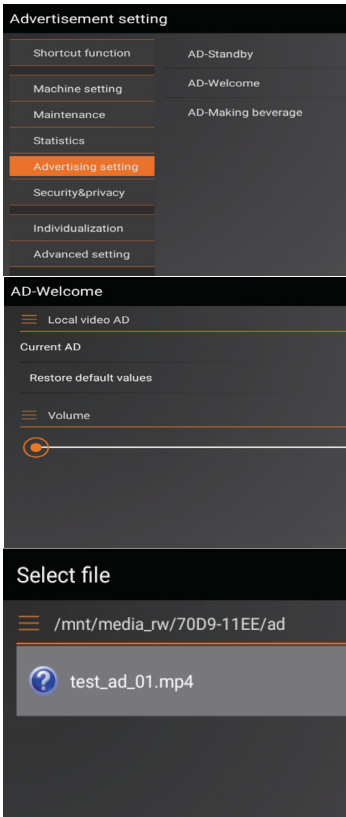 Advertisement setting
Shortcut function
AD-Standby
Machine setting
AD-Welcome
Maintenance
AD-Making beverage
Statistics
Advertising setting
Security&privacy
Individualization
Advanced setting
AD-Welcome
Local video AD
Current AD
Restore default values
Volume
Select file
/mnt/media_rw/70D9-11EE/ad
test_ad_01.mp4